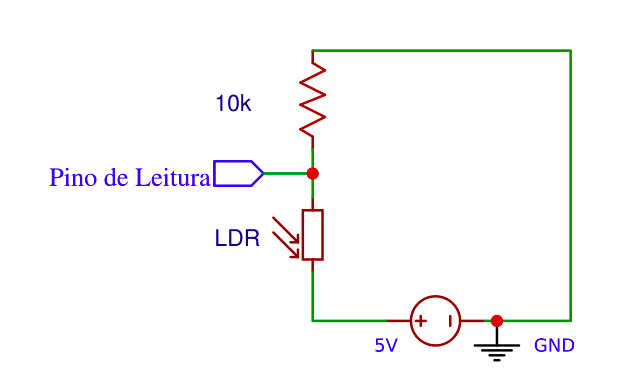 10k
Pino de Leitura
LDR
5V
GND